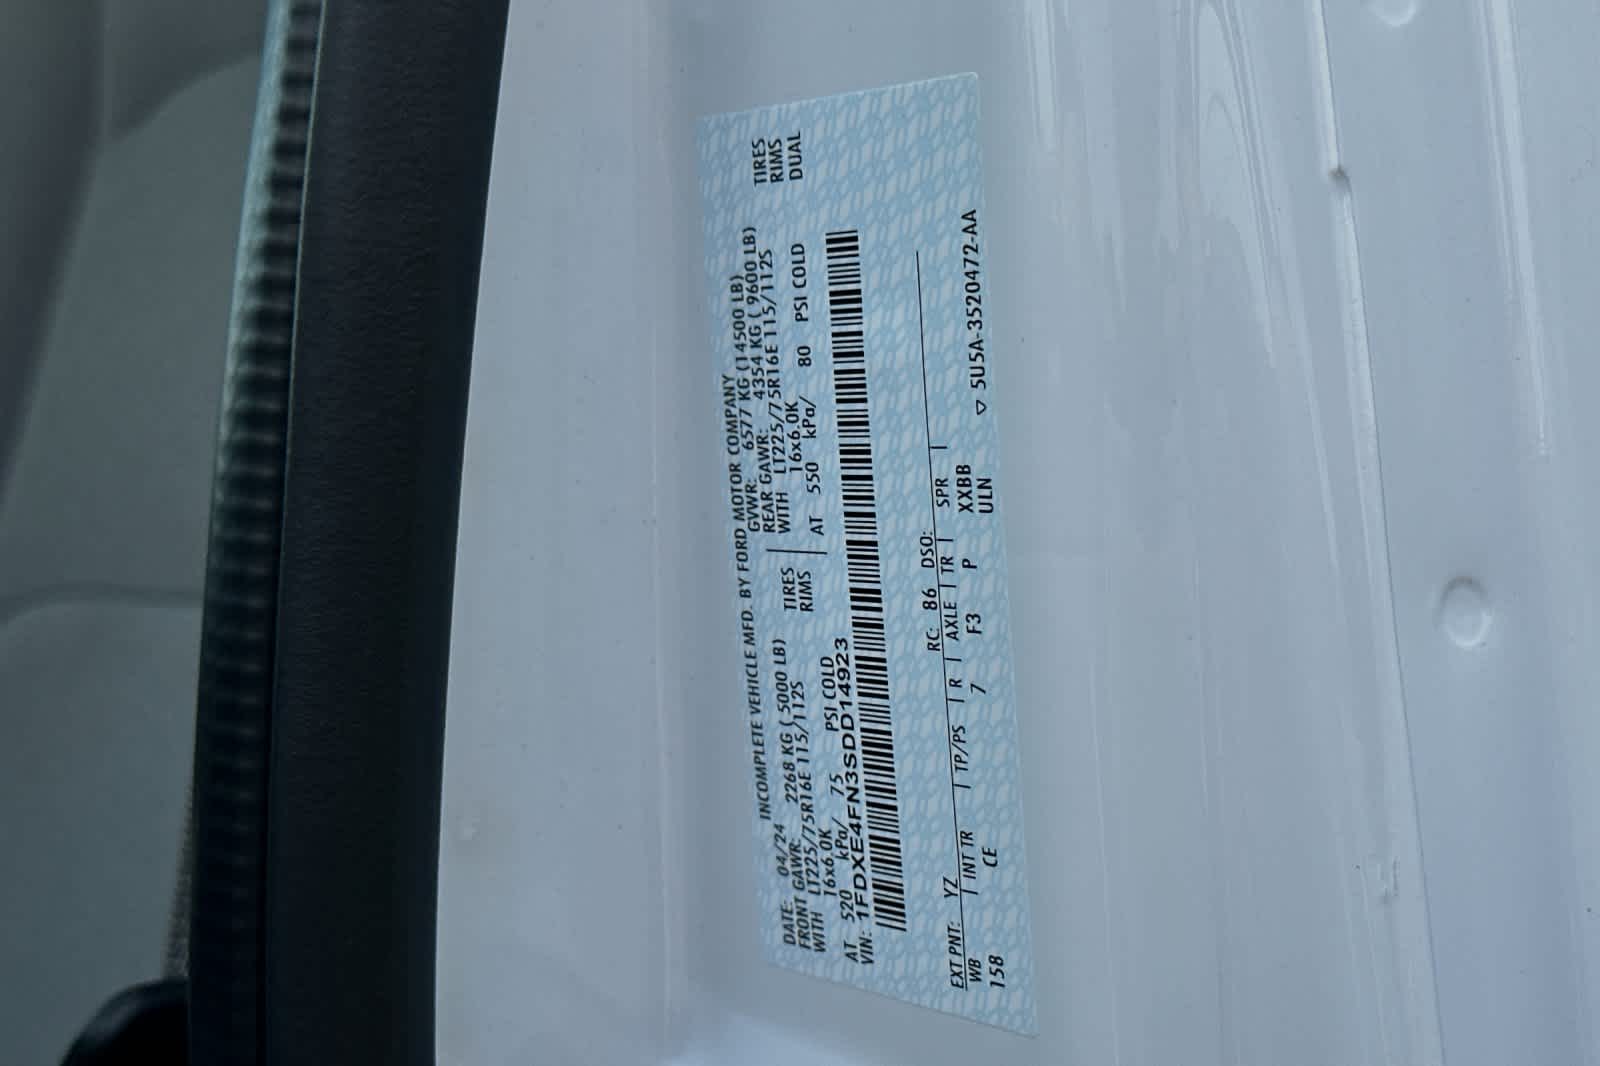 INCOMPLETE VEHICLE MFD. BY FORD MOTOR COMPANY
DATE: 04/24 GVWR: 6577 KG (14500 LB)
FRONT GAWR: 2268 KG ( 5000 LB) REAR GAWR: 4354 KG ( 9600 LB)
WITH LT225/75R16E 115/112S TIRES WITH LT225/75R16E 115/112S TIRES
16x6.0K RIMS 16x6.0K RIMS
AT 520 kPa/ 75 PSI COLD AT 550 kPa/ 80 PSI COLD DUAL
VIN: 1FDXE4FN3SDD14923
EXT PNT: YZ RC: 86 DSO:
WB INT TR TP/PS R AXLE TR SPR
158 CE 7 F3 P XXBB
ULN
▽ 5U5A-3520472-AA